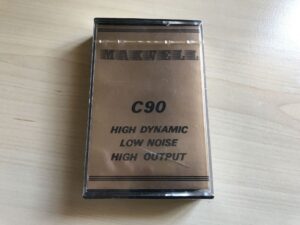 C90
HIGH DYNAMIC
LOW NOISE
HIGH OUTPUT